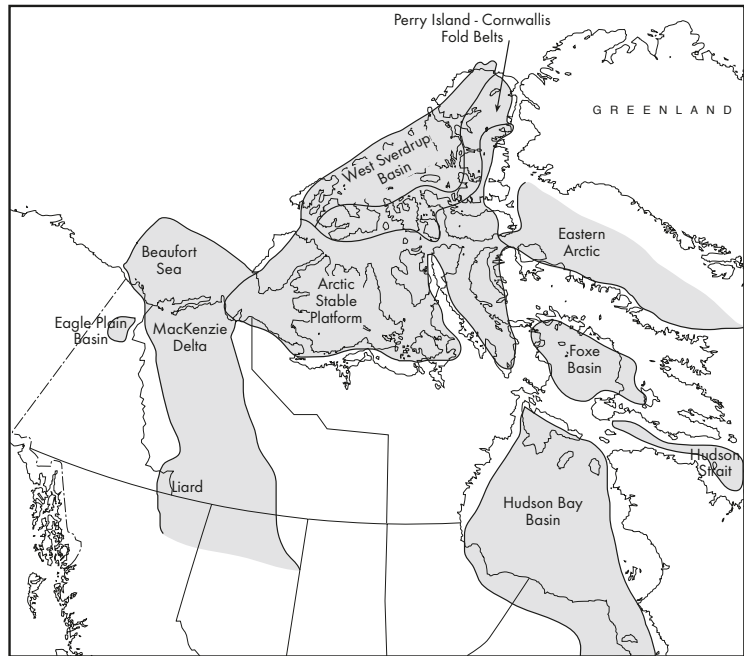 Perry Island - Cornwallis
Fold Belts
GREENLAND
West Sverdrup
Basin
Beaufort
Sea
Eastern
Arctic
Arctic
Stable
Platform
Eagle Plain
Basin
MacKenzie
Delta
Foxe
Basin
Hudson
Strait
Liard
Hudson Bay
Basin